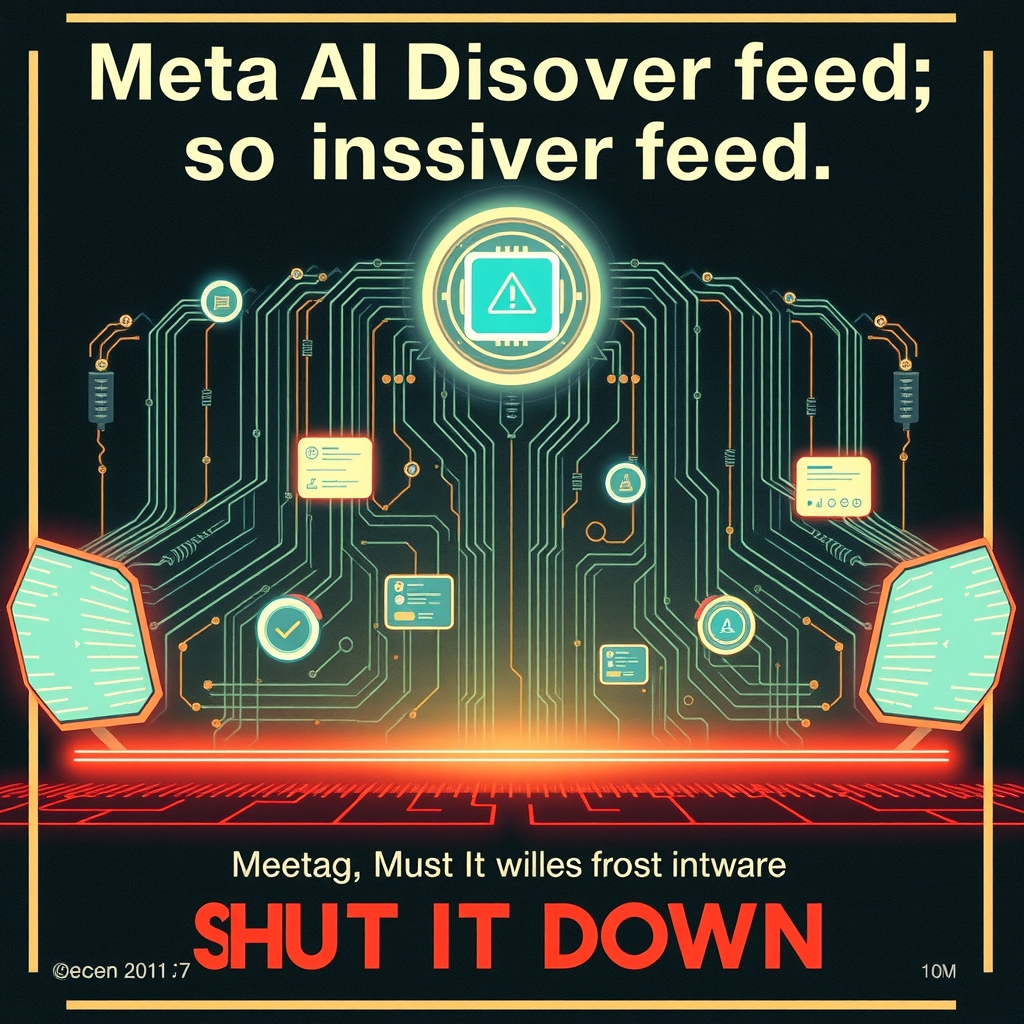 Meta AI Disover feed;
so inssiver feed.
Meetag, Must It willes frost intware
SHUT IT DOWN
©ecen 2011 :7
10M